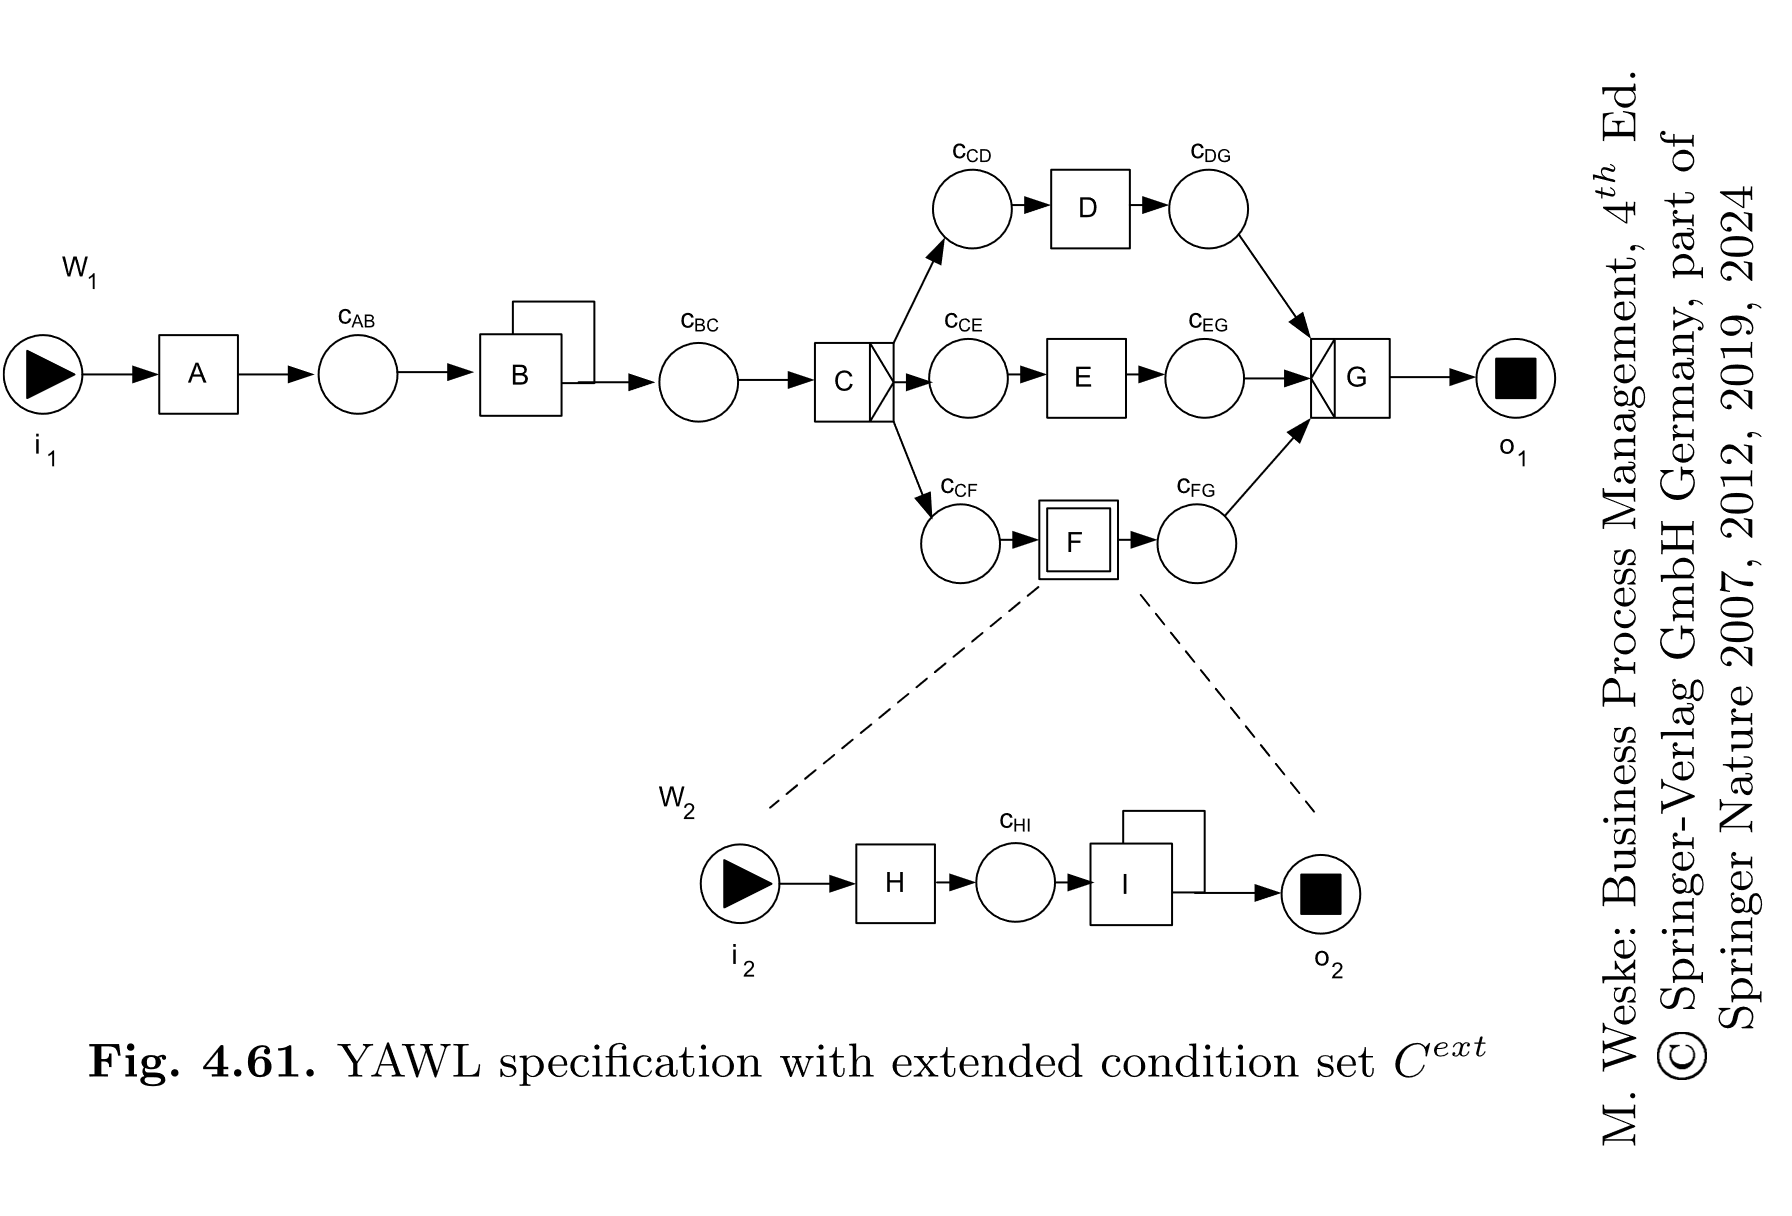 W1
i1
A
cAB
B
cBC
C
cCD
D
cDG
cCE
E
cEG
cCF
F
cFG
G
o1
W2
i2
H
cHI
I
o2
Fig. 4.61. YAWL specification with extended condition set C^ext
M. Weske: Business Process Management, 4th Ed.
© Springer-Verlag GmbH Germany, part of
Springer Nature 2007, 2012, 2019, 2024